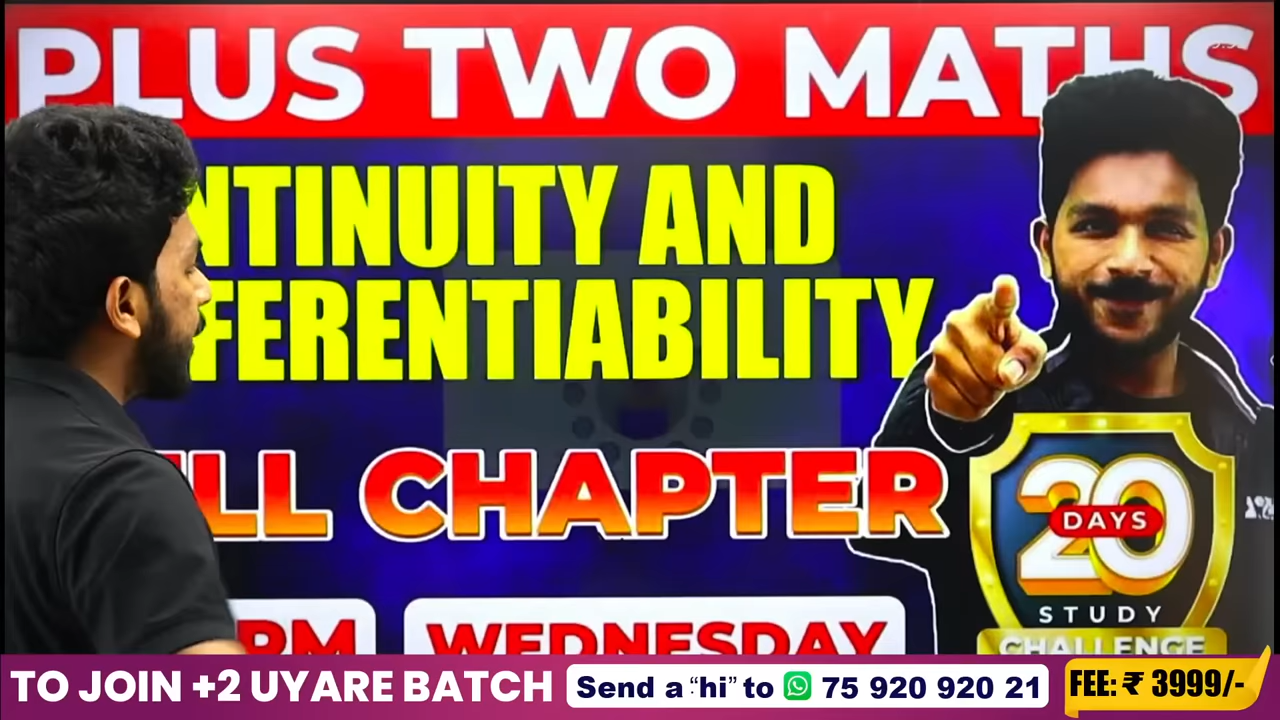 PLUS TWO MATHS
NTINUITY AND
FERENTIABILITY
LL CHAPTER
PM
WEDNESDAY
20
DAYS
STUDY
CHALLENGE
TO JOIN +2 UYARE BATCH
Send a “hi” to 75 920 920 21
FEE: ₹ 3999/-